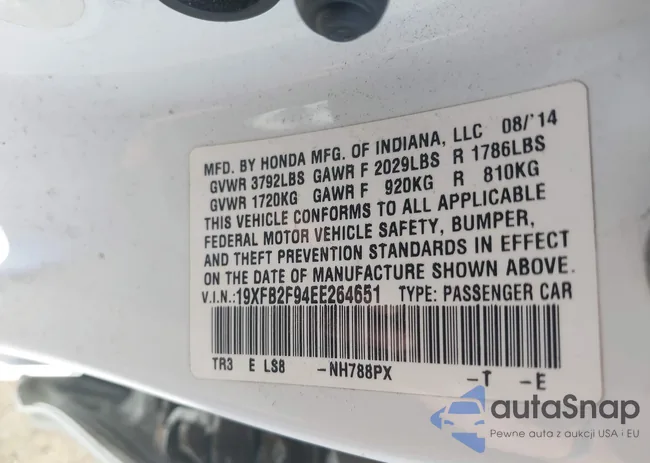 MFD. BY HONDA MFG. OF INDIANA, LLC 08/'14
GVWR 3792LBS GAWR F 2029LBS R 1786LBS
GVWR 1720KG GAWR F 920KG R 810KG
THIS VEHICLE CONFORMS TO ALL APPLICABLE
FEDERAL MOTOR VEHICLE SAFETY, BUMPER,
AND THEFT PREVENTION STANDARDS IN EFFECT
ON THE DATE OF MANUFACTURE SHOWN ABOVE.
V.I.N.:19XFB2F94EE264651 TYPE: PASSENGER CAR
TR3 E LS8 -NH788PX -T -E
autaSnap
Pewne auta z aukcji USA i EU